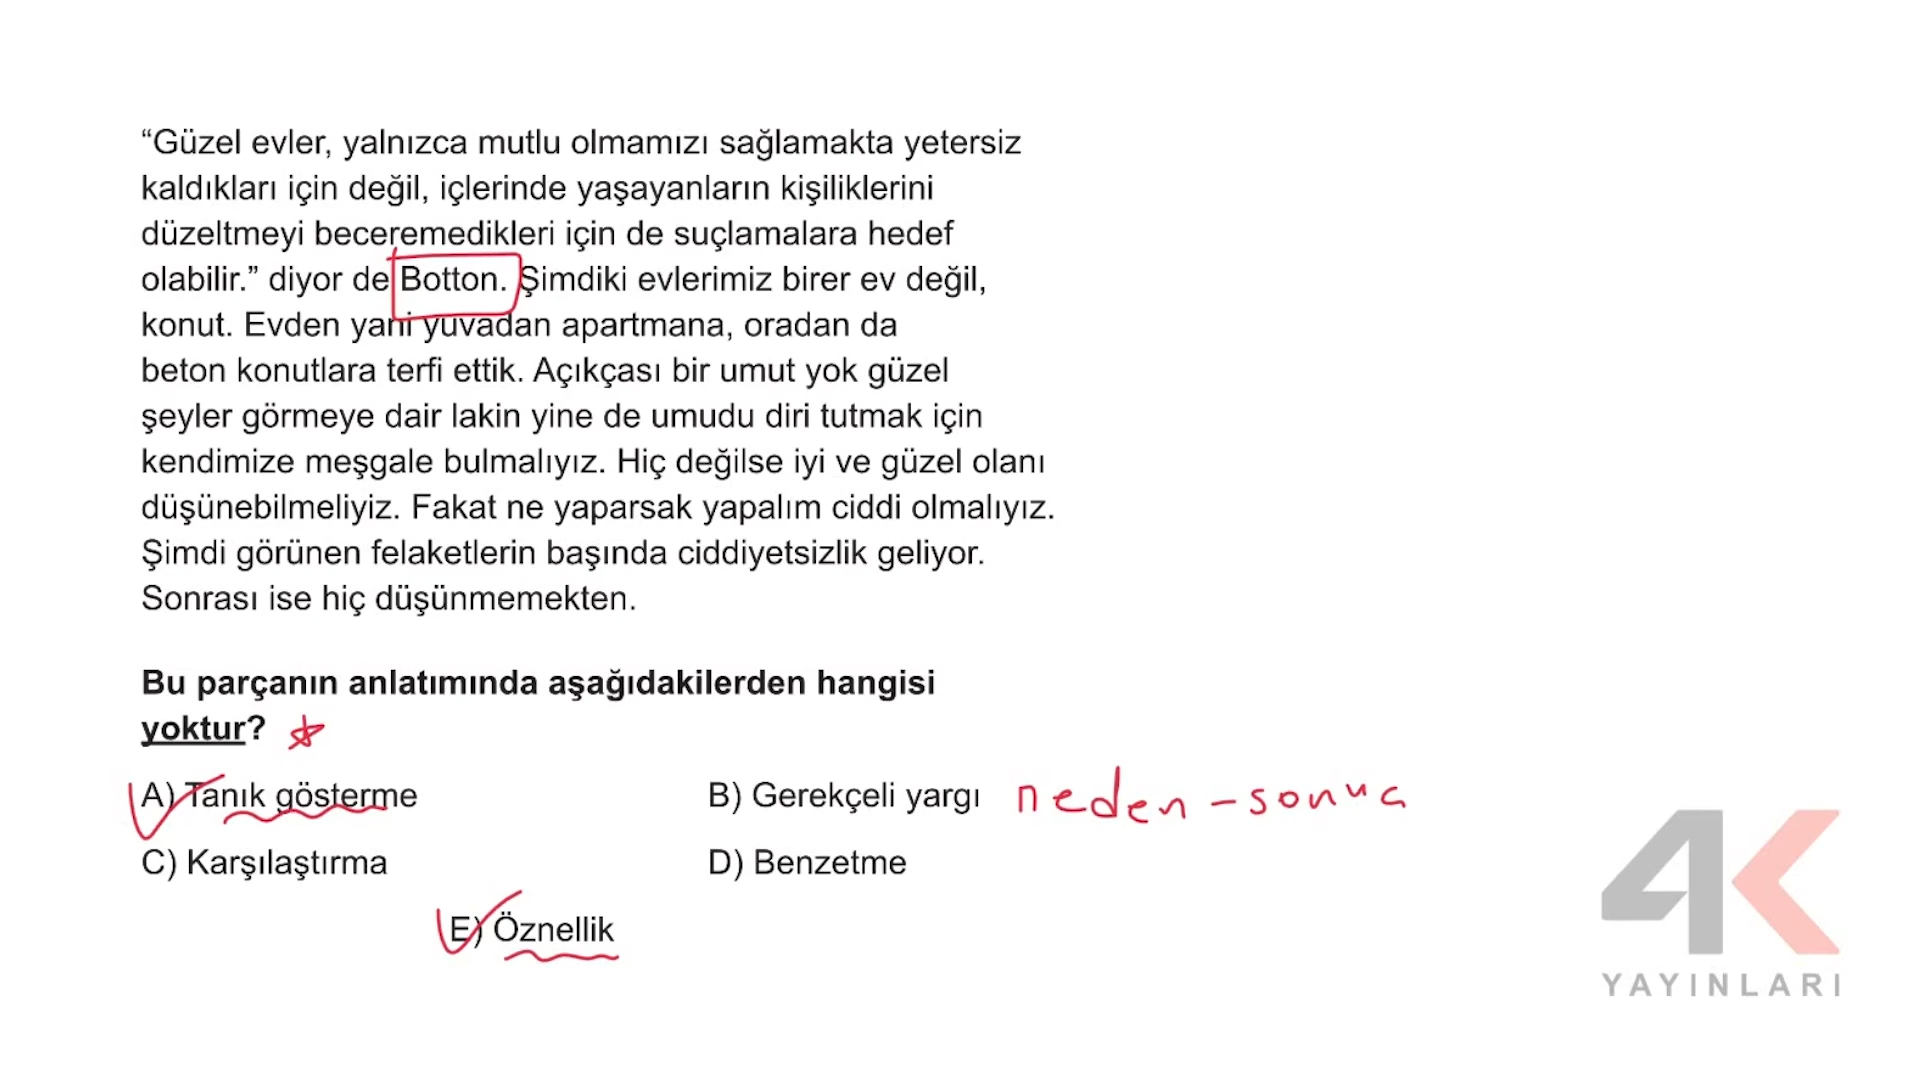 “Güzel evler, yalnızca mutlu olmamızı sağlamakta yetersiz
kaldıkları için değil, içlerinde yaşayanların kişiliklerini
düzeltmeyi beceremedikleri için de suçlamalara hedef
olabilir.” diyor de Botton. Şimdiki evlerimiz birer ev değil,
konut. Evden yani yuvadan apartmana, oradan da
beton konutlara terfi ettik. Açıkçası bir umut yok güzel
şeyler görmeye dair lakin yine de umudu diri tutmak için
kendimize meşgale bulmalıyız. Hiç değilse iyi ve güzel olanı
düşünebilmeliyiz. Fakat ne yaparsak yapalım ciddi olmalıyız.
Şimdi görünen felaketlerin başında ciddiyetsizlik geliyor.
Sonrası ise hiç düşünmemekten.
Bu parçanın anlatımında aşağıdakilerden hangisi
yoktur?
A) Tanık gösterme
B) Gerekçeli yargı neden-sonuc
C) Karşılaştırma
D) Benzetme
E) Öznellik
4K
YAYINLARI